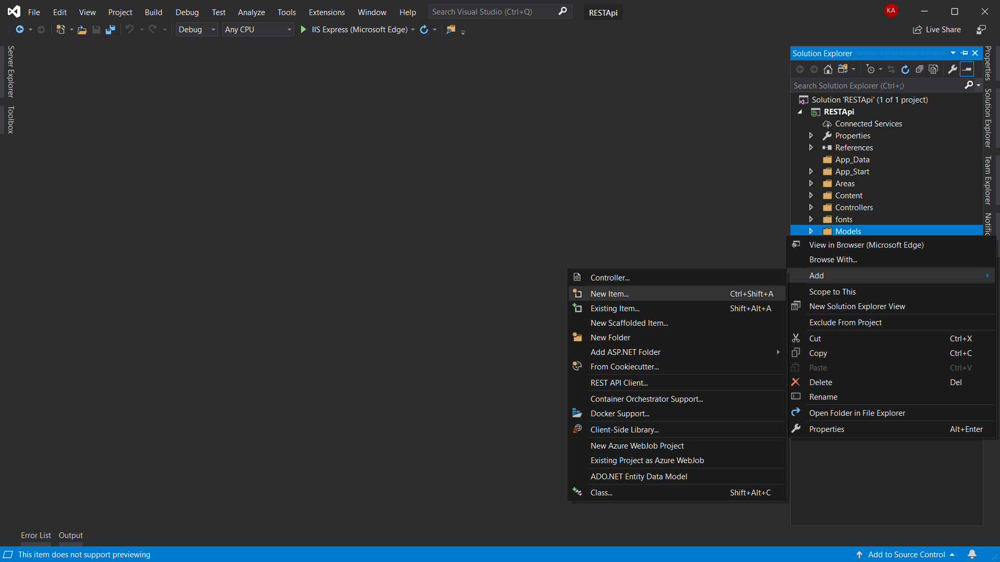 File Edit View Project Build Debug Test Analyze Tools Extensions Window Help Search Visual Studio (Ctrl+Q) RESTApi KA
Debug Any CPU IIS Express (Microsoft Edge) Live Share
Server Explorer
Toolbox
Solution Explorer
Search Solution Explorer (Ctrl+;)
Solution 'RESTApi' (1 of 1 project)
RESTApi
Connected Services
Properties
References
App_Data
App_Start
Areas
Content
Controllers
fonts
Models
Properties
Solution Explorer
Team Explorer
Notific
View in Browser (Microsoft Edge)
Browse With...
Add
Scope to This
New Solution Explorer View
Exclude From Project
Cut Ctrl+X
Copy Ctrl+C
Paste Ctrl+V
Delete Del
Rename
Open Folder in File Explorer
Properties Alt+Enter
Controller...
New Item... Ctrl+Shift+A
Existing Item... Shift+Alt+A
New Scaffolded Item...
New Folder
Add ASP.NET Folder
From Cookiecutter...
REST API Client...
Container Orchestrator Support...
Docker Support...
Client-Side Library...
New Azure WebJob Project
Existing Project as Azure WebJob
ADO.NET Entity Data Model
Class... Shift+Alt+C
Error List Output
This item does not support previewing Add to Source Control